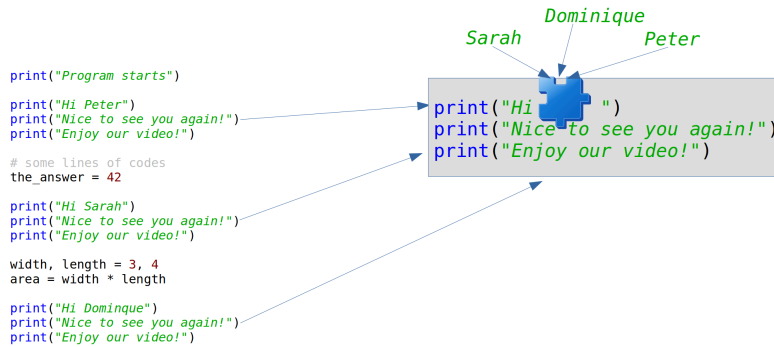 print("Program starts")
print("Hi Peter")
print("Nice to see you again!")
print("Enjoy our video!")
# some lines of codes
the_answer = 42
print("Hi Sarah")
print("Nice to see you again!")
print("Enjoy our video!")
width, length = 3, 4
area = width * length
print("Hi Dominque")
print("Nice to see you again!")
print("Enjoy our video!")
Dominique
Sarah
Peter
print("Hi ")
print("Nice to see you again!")
print("Enjoy our video!")